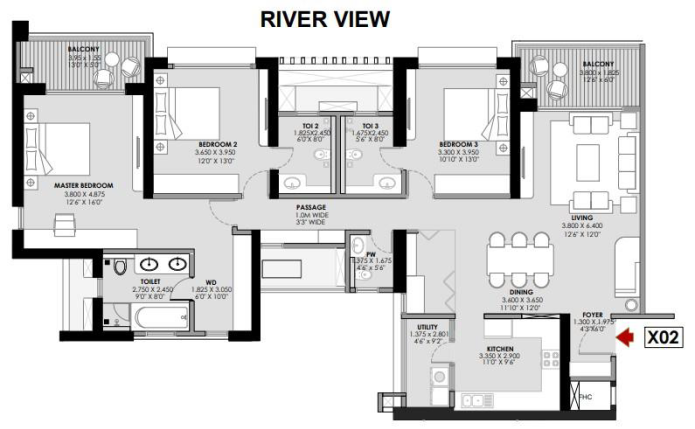 RIVER VIEW
BALCONY
3.95 x 1.55
13'0"X 5'0"
BALCONY
3.800 x 1.825
12'6"x 6'0"
BEDROOM 2
3.650 X 3.950
12'0" X 13'0"
TOI 2
1.825X2.450
6'0"X 8'0"
TOI 3
1.675X2.450
5'6" X 8'0"
BEDROOM 3
3.300 X 3.950
10'10" X 13'0"
MASTER BEDROOM
3.800 X 4.875
12'6" X 16'0"
PASSAGE
1.0M WIDE
3'3" WIDE
LIVING
3.800 X 6.400
12'6" X 12'0"
PW
1.375 X 1.675
4'6" x 5'6"
TOILET
2.750 X 2.450
9'0" X 8'0"
WD
1.825 X 3.050
6'0" X 10'0"
DINING
3.600 X 3.650
11'10" X 12'0"
FOYER
1.300 X 1.975
4'3"X6'0"
X02
UTILITY
1.375 x 2.801
4'6" x 9'2"
KITCHEN
3.350 X 2.900
11'0" X 9'6"
FHC